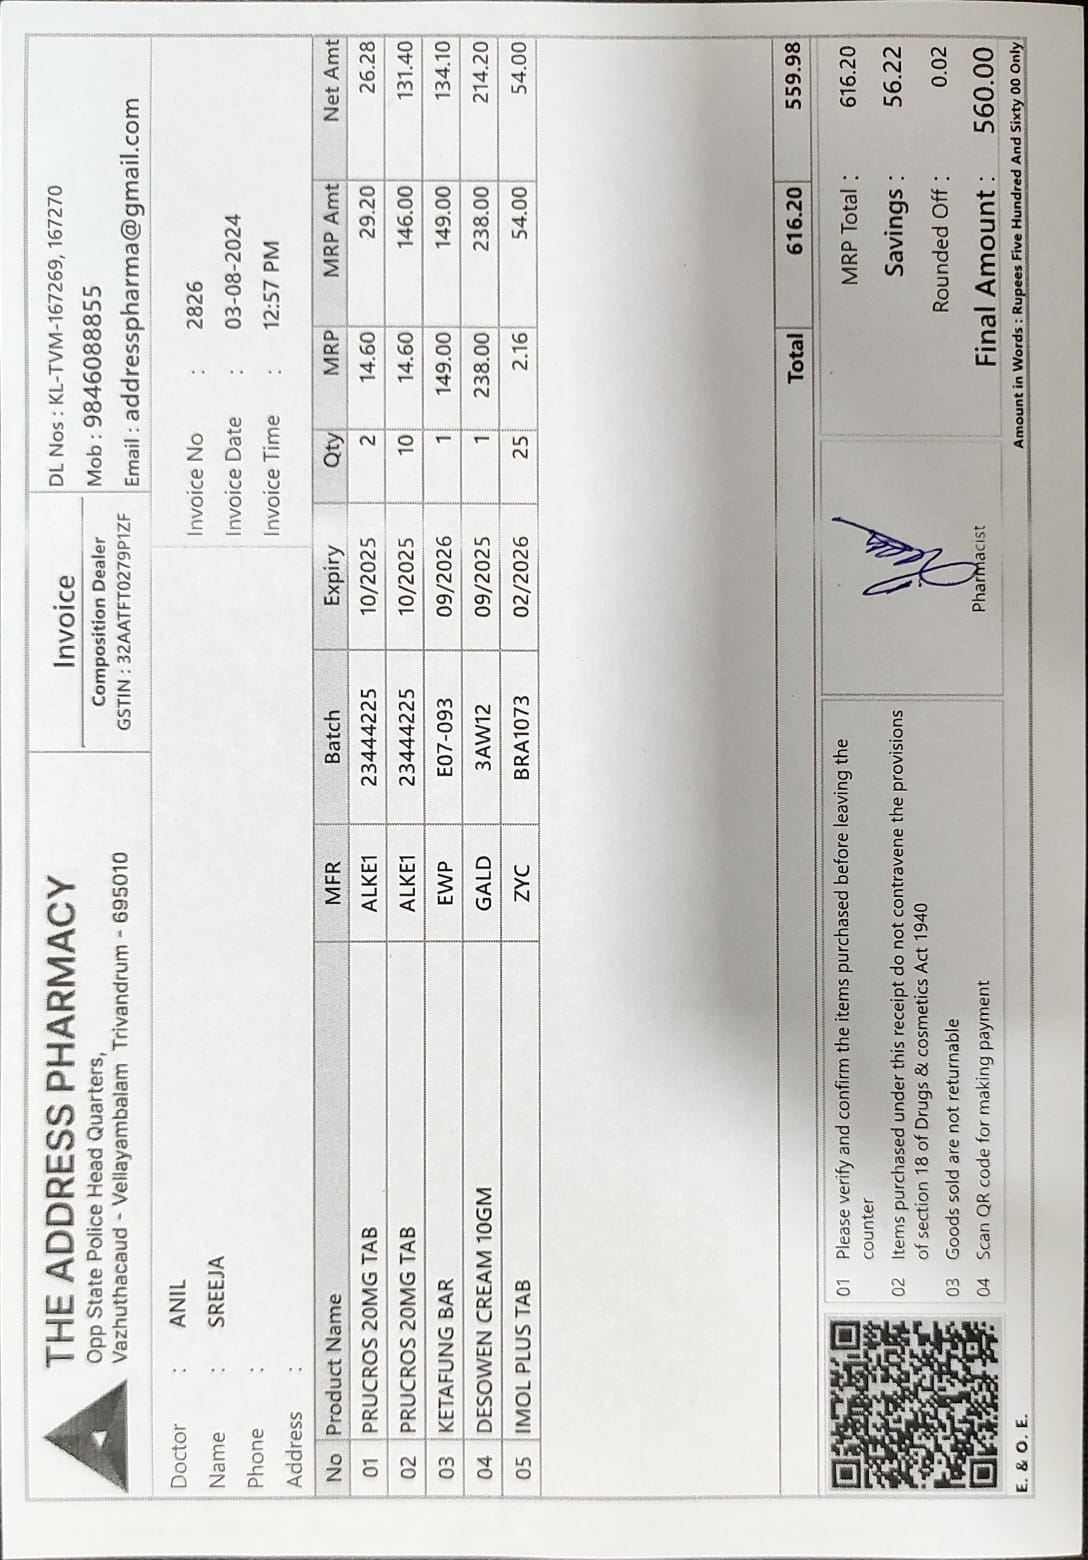 THE ADDRESS PHARMACY
Opp State Police Head Quarters,
Vazhuthacaud - Vellayambalam Trivandrum - 695010
Invoice
Composition Dealer
GSTIN : 32AATFT0279P1ZF
DL Nos : KL-TVM-167269, 167270
Mob : 9846088855
Email : addresspharma@gmail.com
Doctor : ANIL
Name : SREEJA
Phone :
Address :
Invoice No : 2826
Invoice Date : 03-08-2024
Invoice Time : 12:57 PM
No Product Name MFR Batch Expiry Qty MRP MRP Amt Net Amt
01 PRUCROS 20MG TAB ALKE1 23444225 10/2025 2 14.60 29.20 26.28
02 PRUCROS 20MG TAB ALKE1 23444225 10/2025 10 14.60 146.00 131.40
03 KETAFUNG BAR EWP E07-093 09/2026 1 149.00 149.00 134.10
04 DESOWEN CREAM 10GM GALD 3AW12 09/2025 1 238.00 238.00 214.20
05 IMOL PLUS TAB ZYC BRA1073 02/2026 25 2.16 54.00 54.00
Total 616.20 559.98
01 Please verify and confirm the items purchased before leaving the
counter
02 Items purchased under this receipt do not contravene the provisions
of section 18 of Drugs & cosmetics Act 1940
03 Goods sold are not returnable
04 Scan QR code for making payment
Pharmacist
MRP Total : 616.20
Savings : 56.22
Rounded Off : 0.02
Final Amount : 560.00
E. & O. E.
Amount in Words : Rupees Five Hundred And Sixty 00 Only